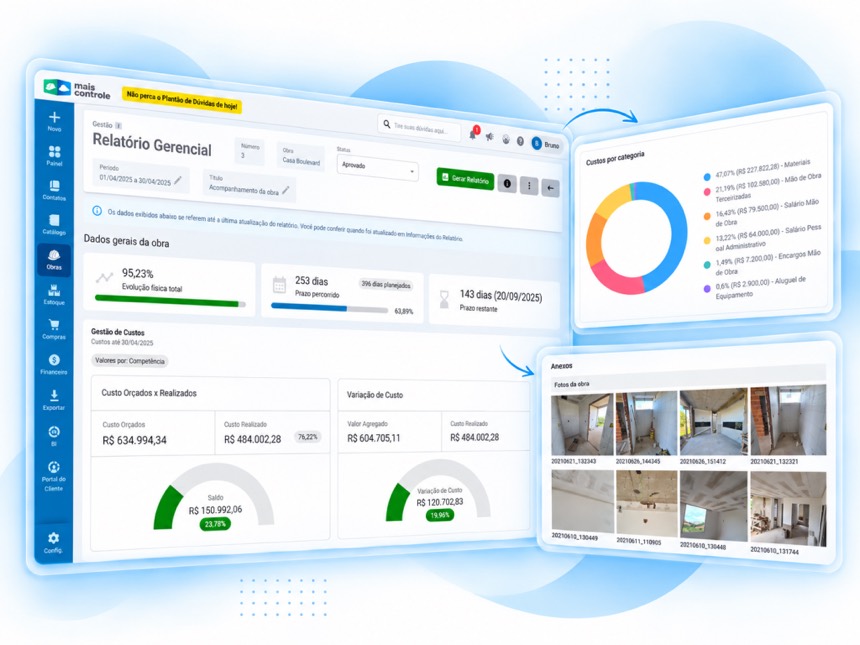 mais
controle
Não perca o Plantão de Dúvidas de hoje!
Tire suas dúvidas aqui...
1
Bruno
Novo
Painel
Contatos
Catálogo
Obras
Estoque
Compras
Financeiro
Exportar
BI
Portal do
Cliente
Config.
Gestão
Relatório Gerencial
Número
3
Obra
Casa Boulevard
Status
Aprovado
Gerar Relatório
Período
01/04/2025 a 30/04/2025
Título
Acompanhamento da obra
Os dados exibidos abaixo se referem até a última atualização do relatório. Você pode conferir quando foi atualizado em Informações do Relatório.
Dados gerais da obra
95,23%
Evolução física total
253 dias
396 dias planejados
Prazo percorrido
63,89%
143 dias (20/09/2025)
Prazo restante
Gestão de Custos
Custos até 30/04/2025
Valores por: Competência
Custo Orçados x Realizados
Custo Orçados
R$ 634.994,34
Custo Realizado
R$ 484.002,28
76,22%
Saldo
R$ 150.992,06
23,78%
Variação de Custo
Valor Agregado
R$ 604.705,11
Custo Realizado
R$ 484.002,28
Variação de Custo
R$ 120.702,83
19,96%
Custos por categoria
47,07% (R$ 227.822,28) - Materiais
21,19% (R$ 102.580,00) - Mão de Obra
Terceirizadas
16,43% (R$ 79.500,00) - Salário Mão
de Obra
13,22% (R$ 64.000,00) - Salário Pess
oal Administrativo
1,49% (R$ 7.200,00) - Encargos Mão
de Obra
0,6% (R$ 2.900,00) - Aluguel de
Equipamento
Anexos
Fotos da obra
20210621_132343
20210626_144345
20210626_151412
20210621_132321
20210610_130449
20210611_110905
20210610_130448
20210610_131744